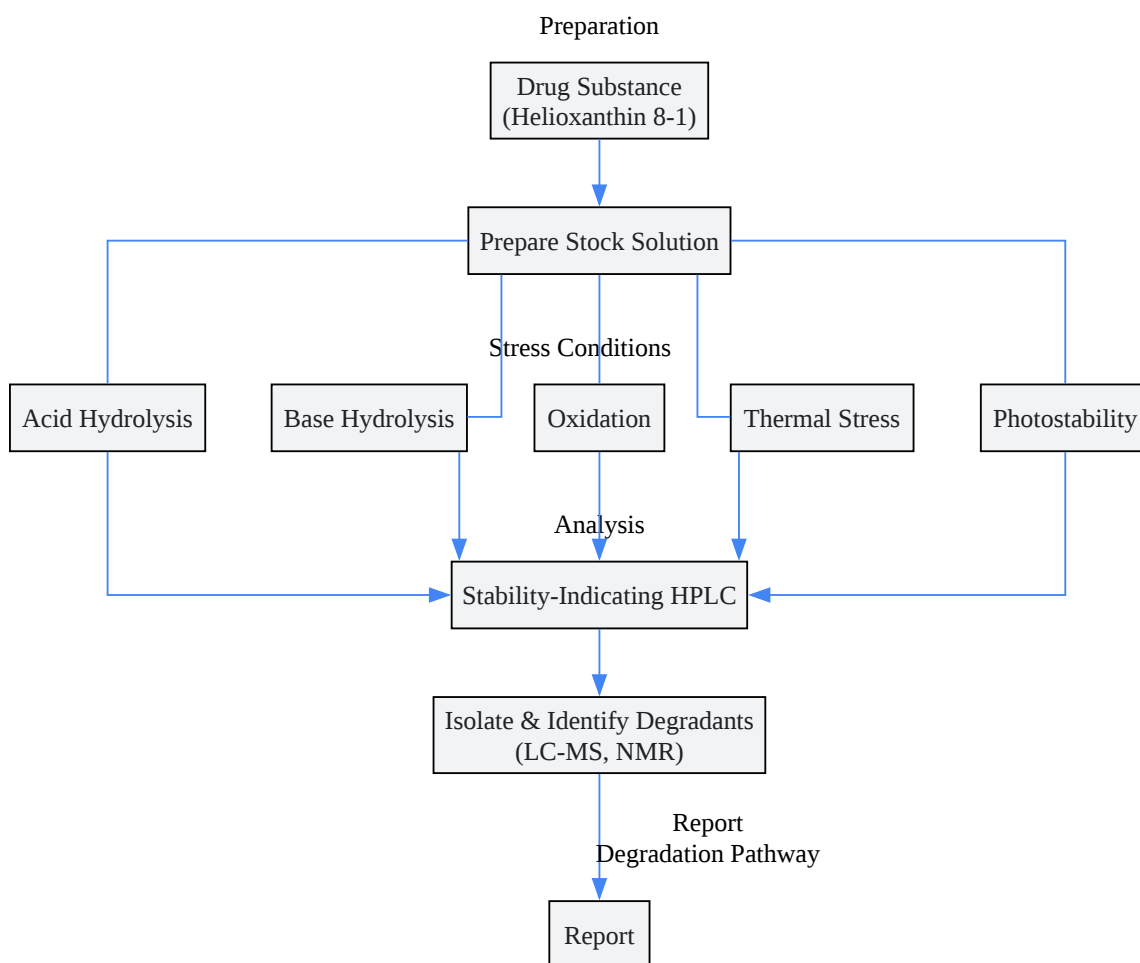 Preparation
Drug Substance
(Helioxanthin 8-1)
Prepare Stock Solution
Stress Conditions
Acid Hydrolysis
Base Hydrolysis
Oxidation
Thermal Stress
Photostability
Analysis
Stability-Indicating HPLC
Isolate & Identify Degradants
(LC-MS, NMR)
Report
Degradation Pathway
Report